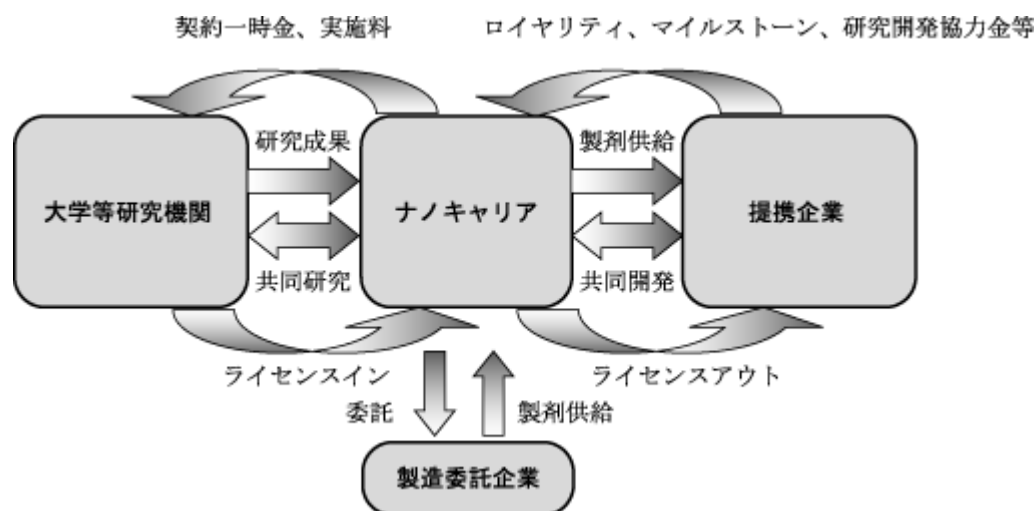 契約一時金、実施料
ロイヤリティ、マイルストーン、研究開発協力金等
研究成果
製剤供給
大学等研究機関
ナノキャリア
提携企業
共同研究
共同開発
ライセンスイン
ライセンスアウト
委託
製剤供給
製造委託企業